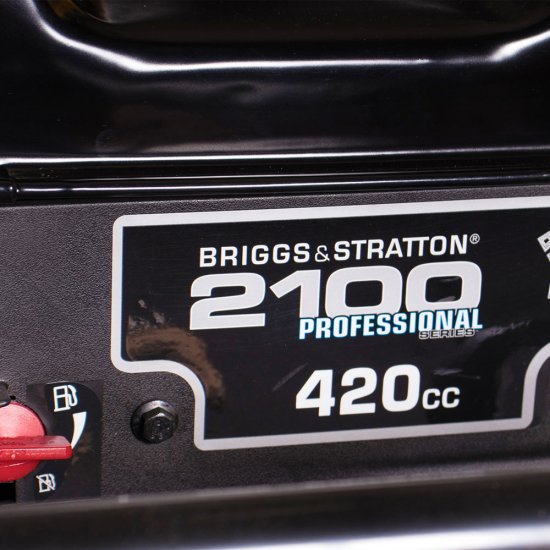 BRIGGS & STRATTON®
2100
PROFESSIONAL
SERIES
420cc